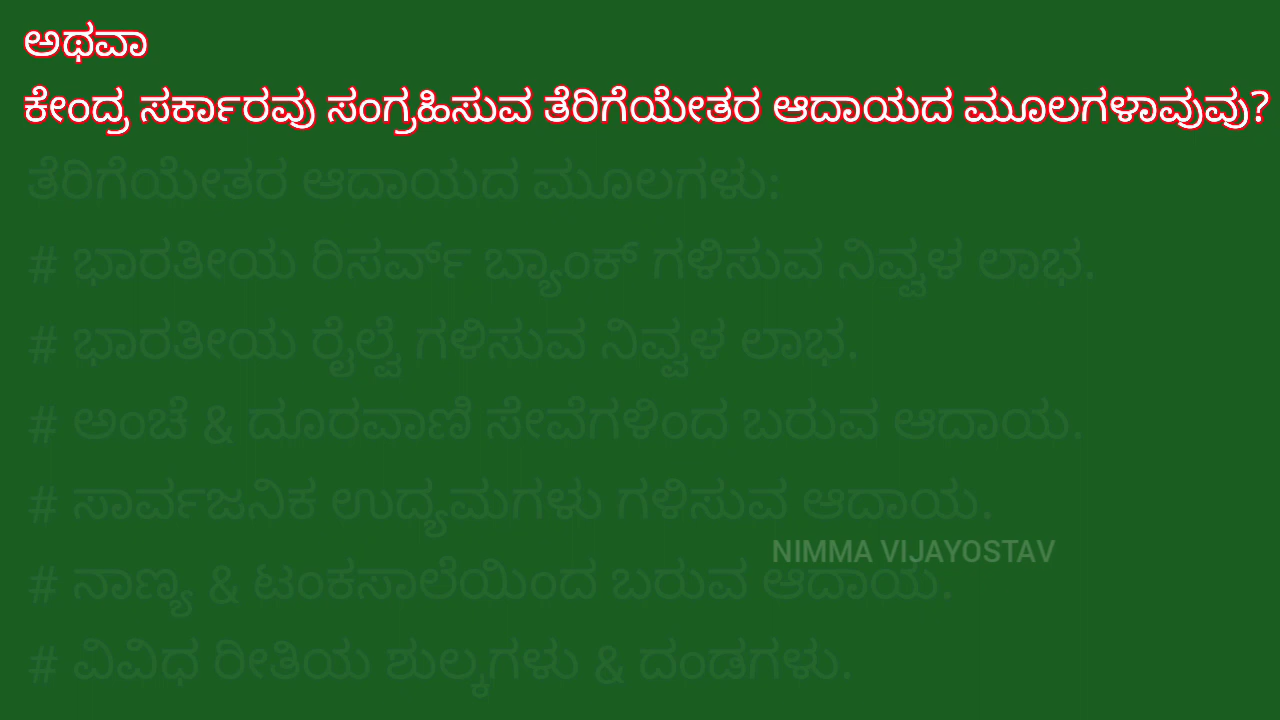 ಅಥವಾ
ಕೇಂದ್ರ ಸರ್ಕಾರವು ಸಂಗ್ರಹಿಸುವ ತೆರಿಗೆಯೇತರ ಆದಾಯದ ಮೂಲಗಳಾವುವು?
ತೆರಿಗೆಯೇತರ ಆದಾಯದ ಮೂಲಗಳು:
# ಭಾರತೀಯ ರಿಸರ್ವ್ ಬ್ಯಾಂಕ್ ಗಳಿಸುವ ನಿವ್ವಳ ಲಾಭ.
# ಭಾರತೀಯ ರೈಲ್ವೆ ಗಳಿಸುವ ನಿವ್ವಳ ಲಾಭ.
# ಅಂಚೆ & ದೂರವಾಣಿ ಸೇವೆಗಳಿಂದ ಬರುವ ಆದಾಯ.
# ಸಾರ್ವಜನಿಕ ಉದ್ಯಮಗಳು ಗಳಿಸುವ ಆದಾಯ.
NIMMA VIJAYOSTAV
# ನಾಣ್ಯ & ಟಂಕಸಾಲೆಯಿಂದ ಬರುವ ಆದಾಯ.
# ವಿವಿಧ ರೀತಿಯ ಶುಲ್ಕಗಳು & ದಂಡಗಳು.